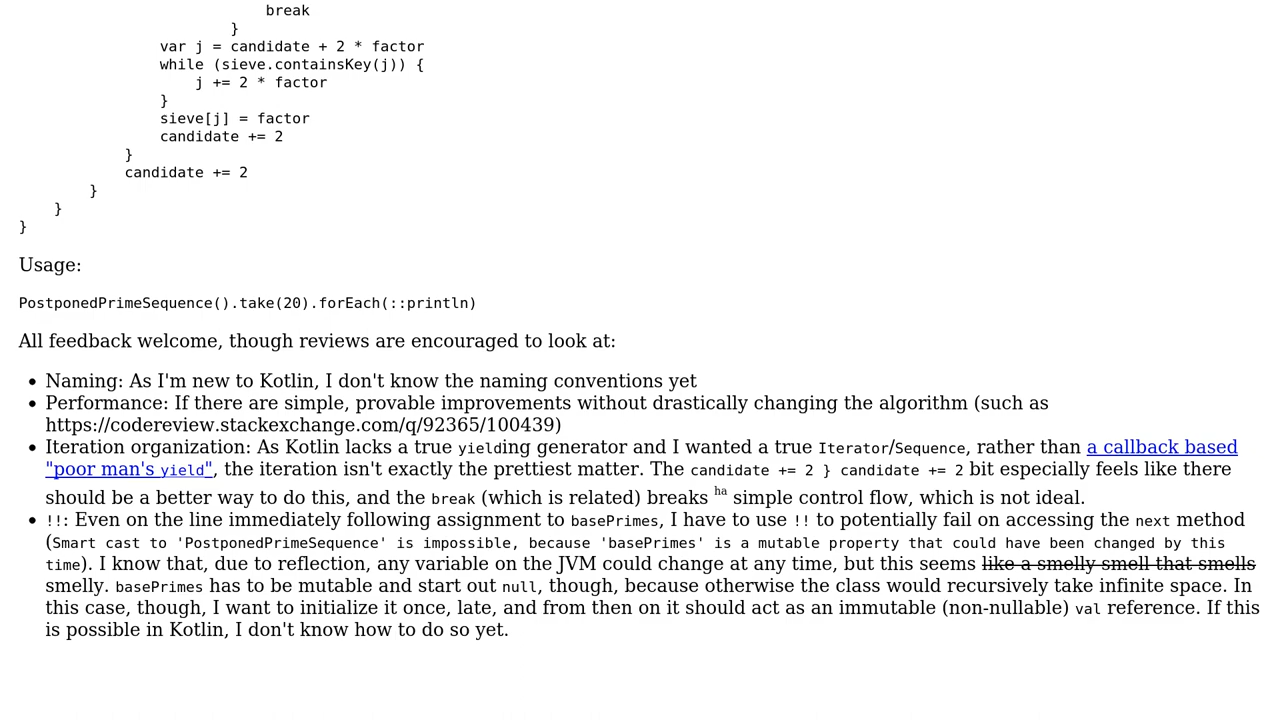 break
}
var j = candidate + 2 * factor
while (sieve.containsKey(j)) {
j += 2 * factor
}
sieve[j] = factor
candidate += 2
}
candidate += 2
}
}
}
Usage:
PostponedPrimeSequence().take(20).forEach(::println)
All feedback welcome, though reviews are encouraged to look at:
• Naming: As I'm new to Kotlin, I don't know the naming conventions yet
• Performance: If there are simple, provable improvements without drastically changing the algorithm (such as
https://codereview.stackexchange.com/q/92365/100439)
• Iteration organization: As Kotlin lacks a true yielding generator and I wanted a true Iterator/Sequence, rather than a callback based
"poor man's yield", the iteration isn't exactly the prettiest matter. The candidate += 2 } candidate += 2 bit especially feels like there
should be a better way to do this, and the break (which is related) breaks ha simple control flow, which is not ideal.
• !!: Even on the line immediately following assignment to basePrimes, I have to use !! to potentially fail on accessing the next method
(Smart cast to 'PostponedPrimeSequence' is impossible, because 'basePrimes' is a mutable property that could have been changed by this
time). I know that, due to reflection, any variable on the JVM could change at any time, but this seems like a smelly smell that smells
smelly. basePrimes has to be mutable and start out null, though, because otherwise the class would recursively take infinite space. In
this case, though, I want to initialize it once, late, and from then on it should act as an immutable (non-nullable) val reference. If this
is possible in Kotlin, I don't know how to do so yet.